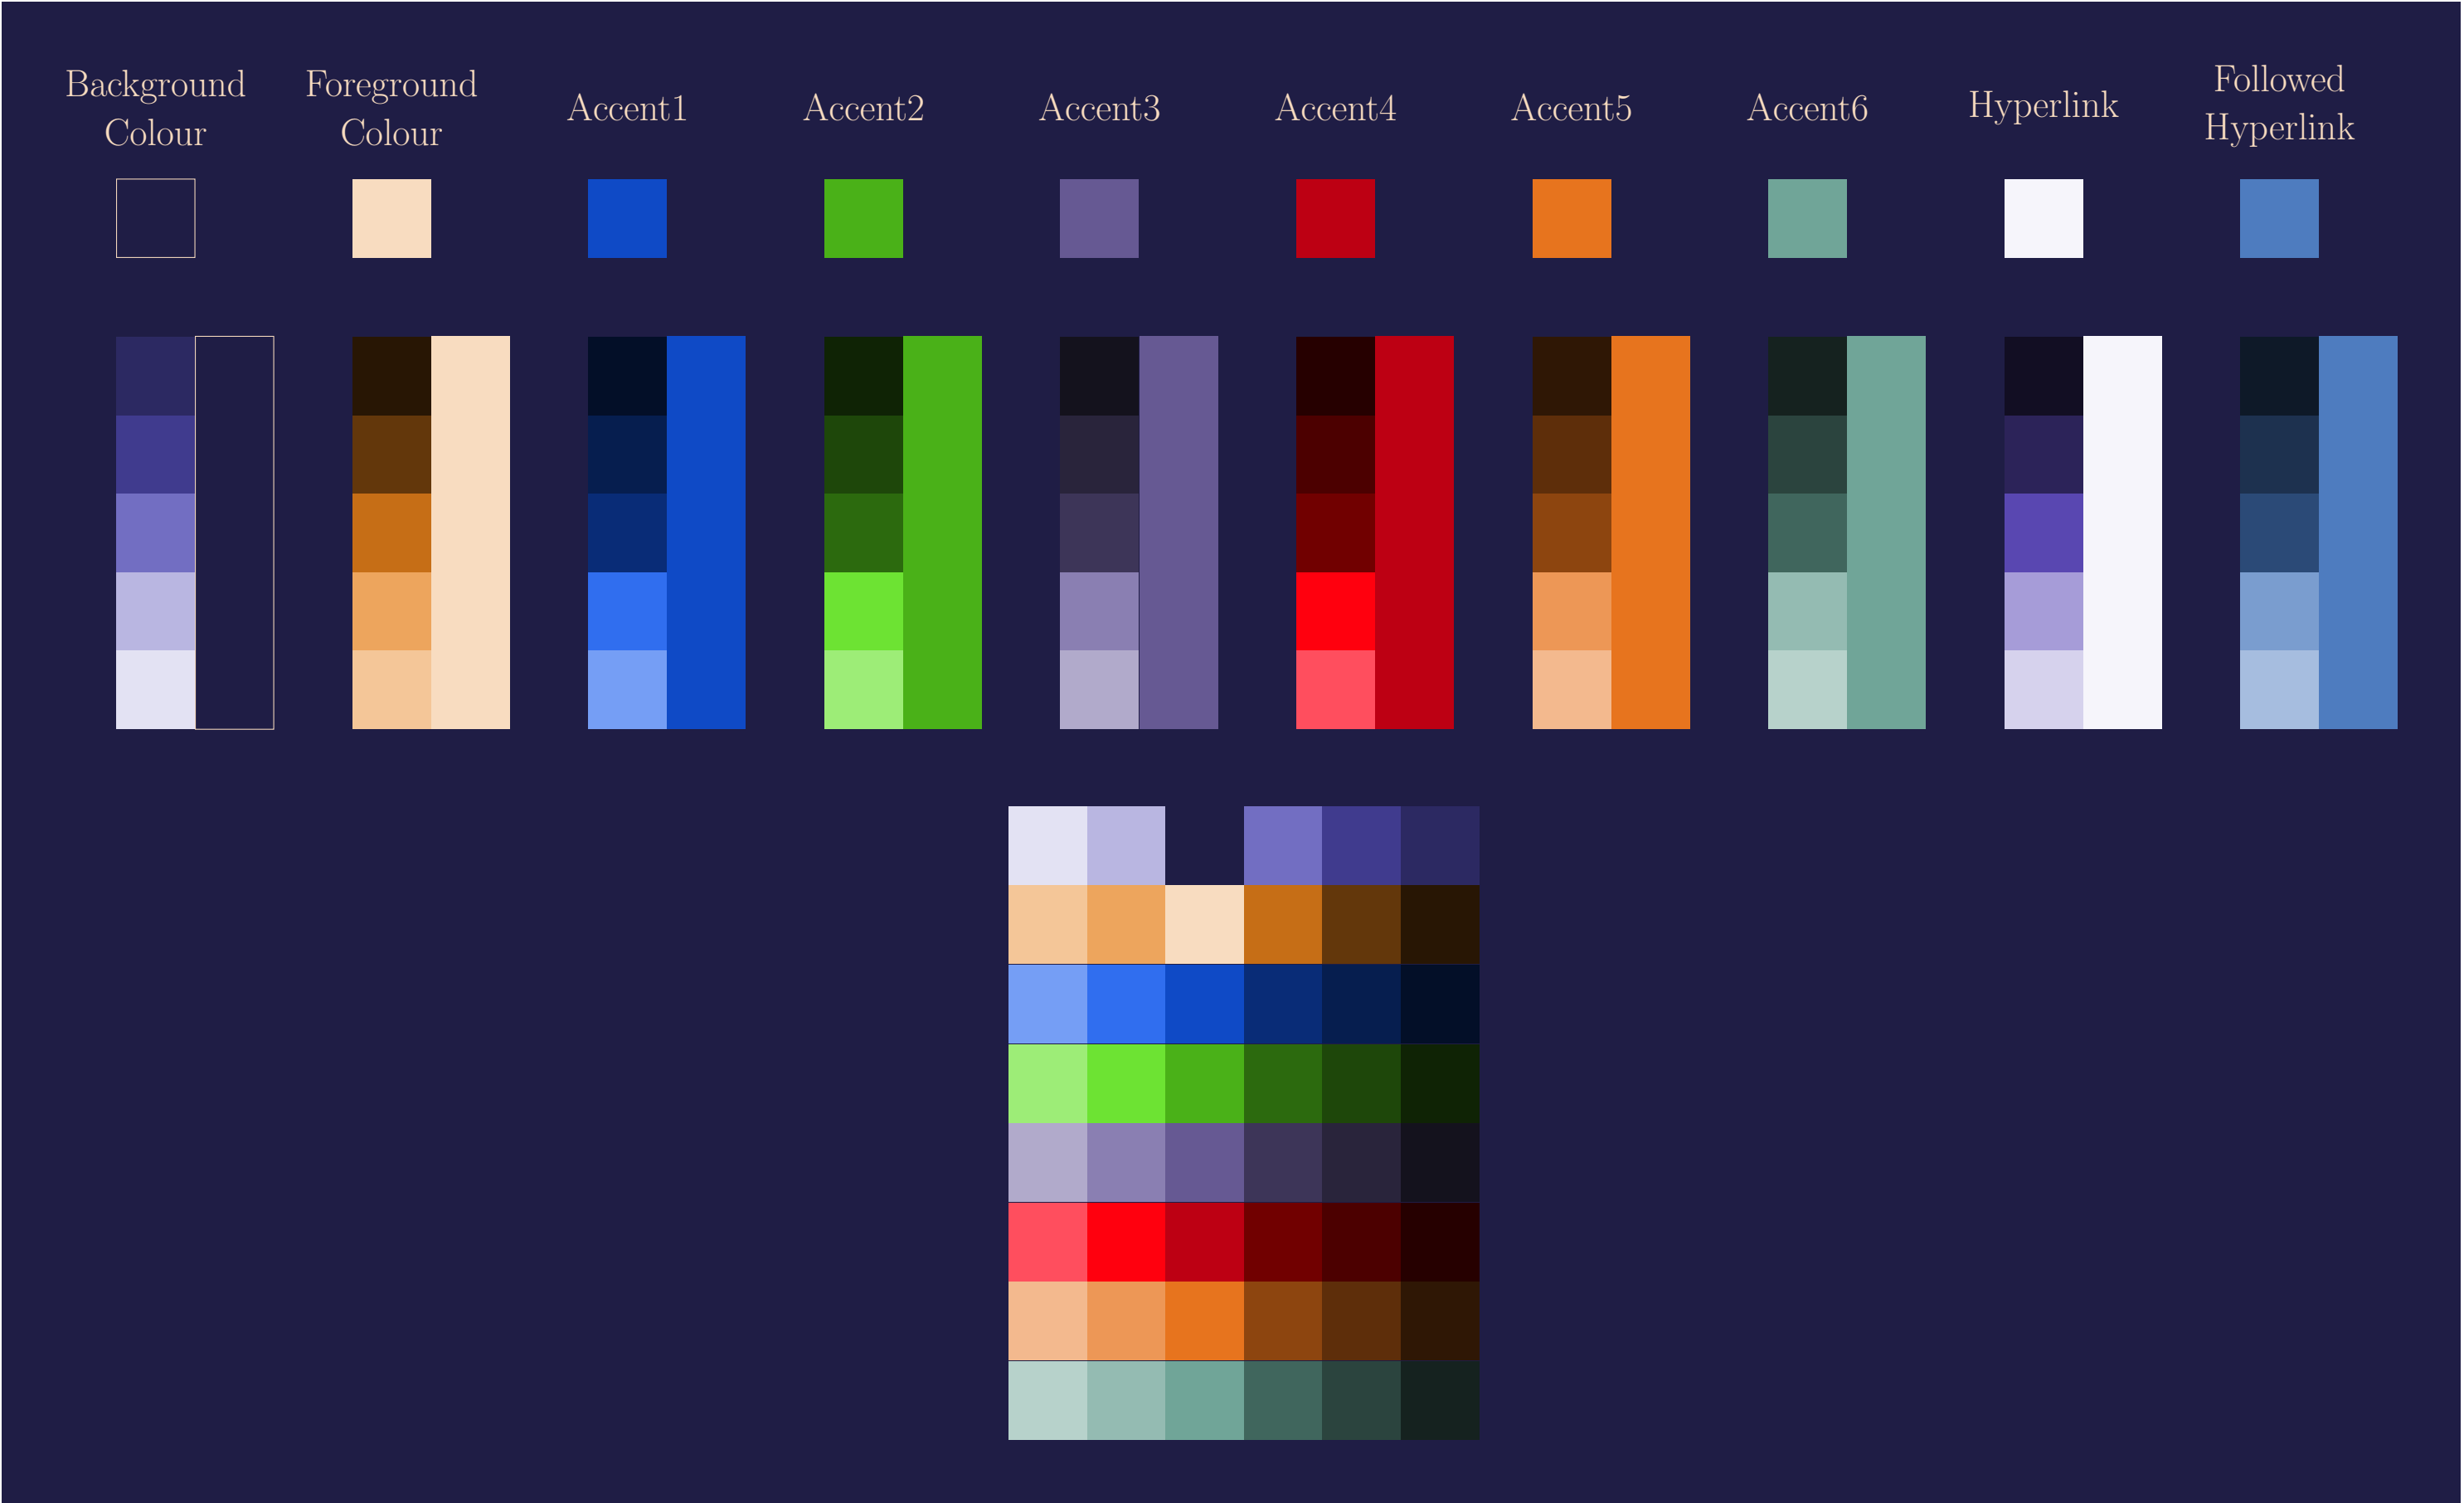 Background
Colour
Foreground
Colour
Accent1
Accent2
Accent3
Accent4
Accent5
Accent6
Hyperlink
Followed
Hyperlink